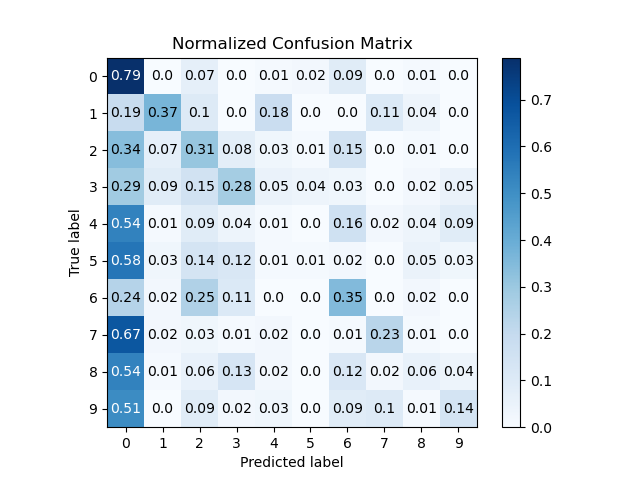 Normalized Confusion Matrix
0 0.79 0.0 0.07 0.0 0.01 0.02 0.09 0.0 0.01 0.0
1 0.19 0.37 0.1 0.0 0.18 0.0 0.0 0.11 0.04 0.0
2 0.34 0.07 0.31 0.08 0.03 0.01 0.15 0.0 0.01 0.0
3 0.29 0.09 0.15 0.28 0.05 0.04 0.03 0.0 0.02 0.05
4 0.54 0.01 0.09 0.04 0.01 0.0 0.16 0.02 0.04 0.09
5 0.58 0.03 0.14 0.12 0.01 0.01 0.02 0.0 0.05 0.03
6 0.24 0.02 0.25 0.11 0.0 0.0 0.35 0.0 0.02 0.0
7 0.67 0.02 0.03 0.01 0.02 0.0 0.01 0.23 0.01 0.0
8 0.54 0.01 0.06 0.13 0.02 0.0 0.12 0.02 0.06 0.04
9 0.51 0.0 0.09 0.02 0.03 0.0 0.09 0.1 0.01 0.14
0 1 2 3 4 5 6 7 8 9
Predicted label
True label
0.7
0.6
0.5
0.4
0.3
0.2
0.1
0.0